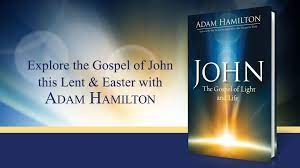 Explore the Gospel of John
this Lent & Easter with
ADAM HAMILTON
ADAM HAMILTON
JOHN
The Gospel of Light
and Life